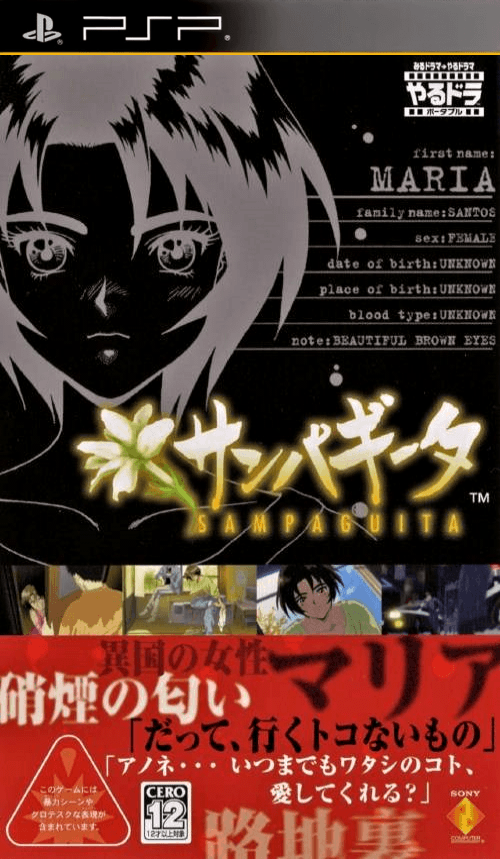 PSP
みるドラマ→やるドラマ
やるドラ
ポータブル
first name:
MARIA
family name:SANTOS
sex:FEMALE
date of birth:UNKNOWN
place of birth:UNKNOWN
blood type:UNKNOWN
note:BEAUTIFUL BROWN EYES
サンパギータ
TM
SAMPAGUITA
異国の女性
マリア
硝煙の匂い
「だって、行くトコないもの」
「アノネ・・・ いつまでもワタシのコト、
愛してくれる?」
このゲームには
暴力シーンや
グロテスクな表現が
含まれています。
CERO
12
12才以上対象
路地裏
SONY
COMPUTER